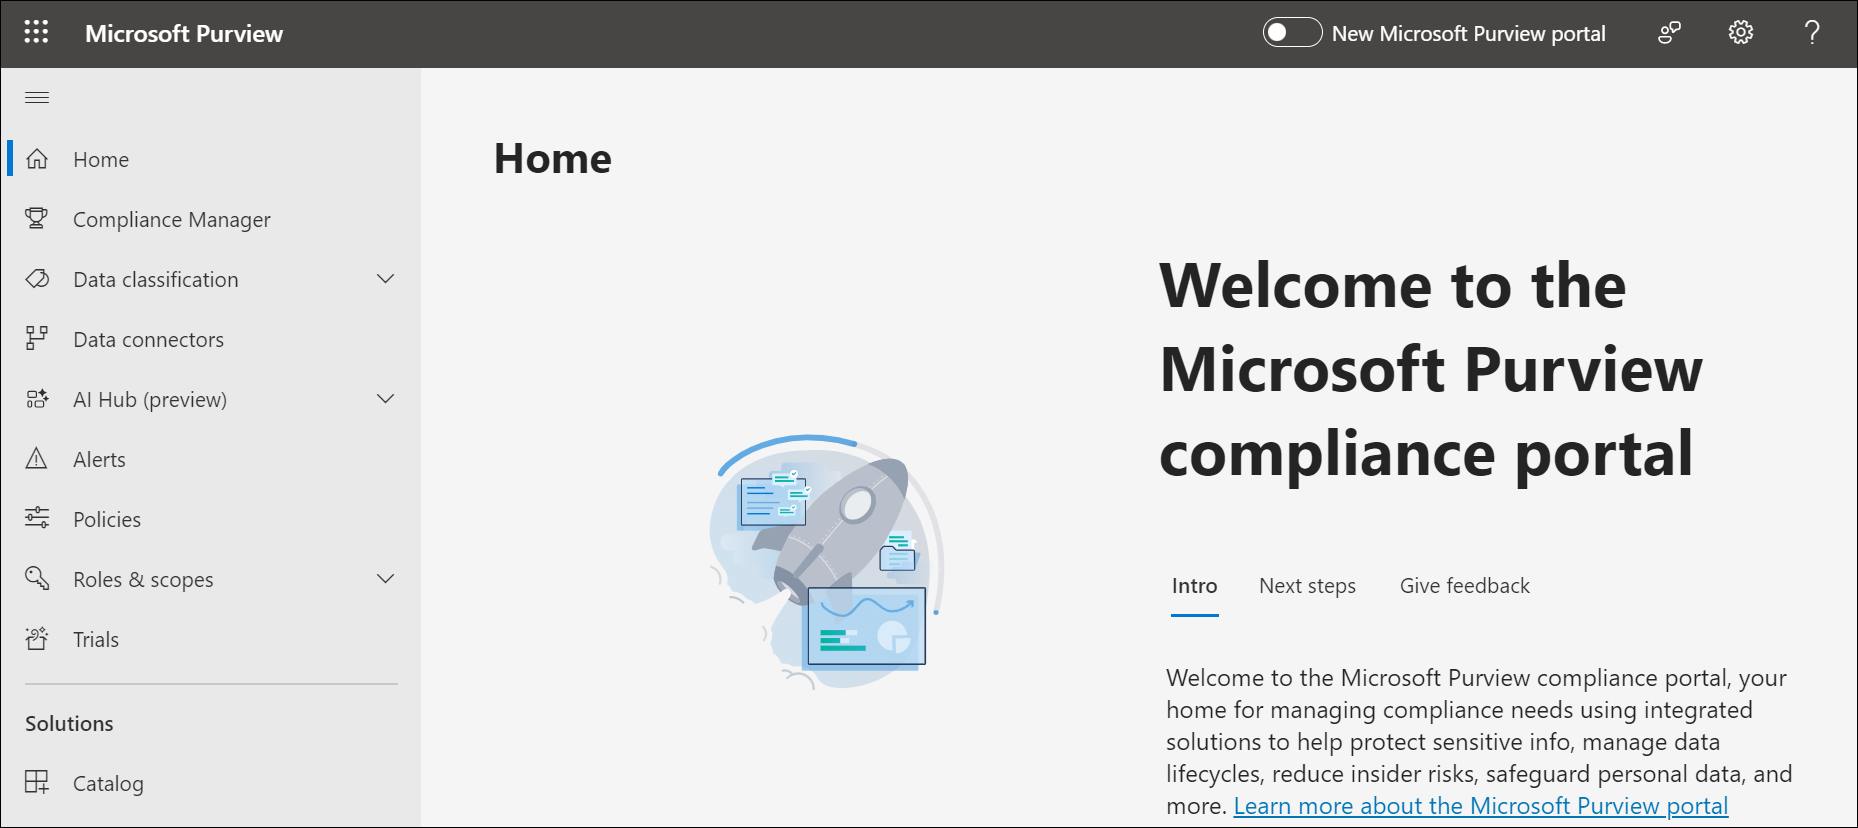 Microsoft Purview
New Microsoft Purview portal
Home
Compliance Manager
Data classification
Data connectors
AI Hub (preview)
Alerts
Policies
Roles & scopes
Trials
Solutions
Catalog
Home
Welcome to the
Microsoft Purview
compliance portal
Intro
Next steps
Give feedback
Welcome to the Microsoft Purview compliance portal, your
home for managing compliance needs using integrated
solutions to help protect sensitive info, manage data
lifecycles, reduce insider risks, safeguard personal data, and
more. Learn more about the Microsoft Purview portal